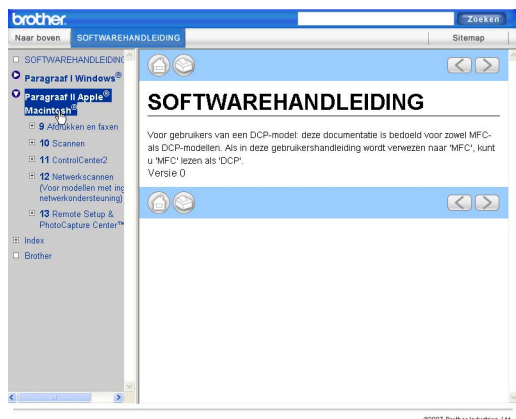 brother.
Zoeken
Naar boven
SOFTWAREHANDLEIDING
Sitemap
SOFTWAREHANDLEIDING
Paragraaf I Windows®
Paragraaf II Apple®
Macintosh®
9 Afdrukken en faxen
10 Scannen
11 ControlCenter2
12 Netwerkscannen
(Voor modellen met ing
netwerkondersteuning)
13 Remote Setup &
PhotoCapture Center™
Index
Brother
SOFTWAREHANDLEIDING
Voor gebruikers van een DCP-model: deze documentatie is bedoeld voor zowel MFC-
als DCP-modellen. Als in deze gebruikershandleiding wordt verwezen naar 'MFC', kunt
u 'MFC' lezen als 'DCP'.
Versie 0